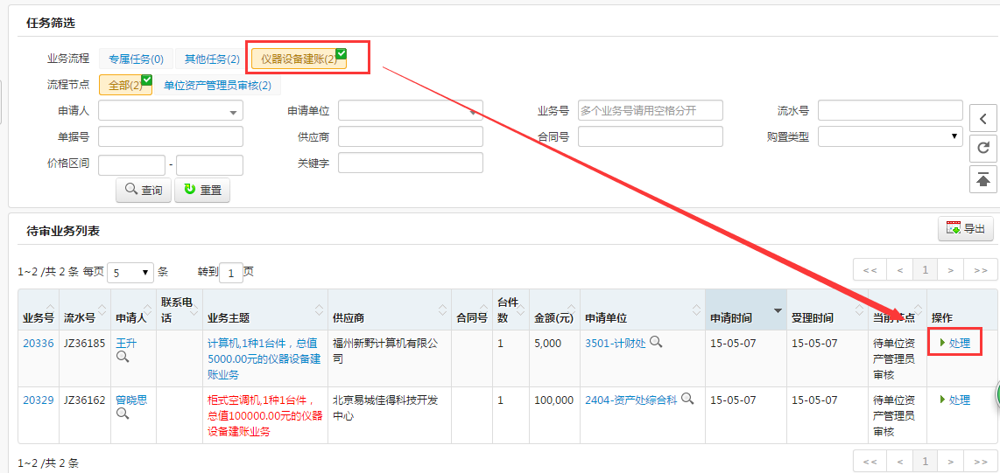 任务筛选
业务流程 专属任务(0) 其他任务(2) 仪器设备建账(2)
流程节点 全部(2) 单位资产管理员审核(2)
申请人 申请单位 业务号 多个业务号请用空格分开 流水号
单据号 供应商 合同号 购置类型
价格区间 - 关键字
查询 重置
待审业务列表 导出
1~2 /共 2 条 每页 5 条 转到 1 页 << < 1 > >>
业务号 流水号 申请人 联系电
话 业务主题 供应商 合同号 台件
数 金额(元) 申请单位 申请时间 受理时间 当前节点 操作
20336 JZ36185 王升 计算机,1种1台件，总值
5000.00元的仪器设备建
账业务 福州新野计算机有限公
司 1 5,000 3501-计财处 15-05-07 15-05-07 待单位资
产管理员
审核 处理
20329 JZ36162 曾晓思 柜式空调机,1种1台件，
总值100000.00元的仪器
设备建账业务 北京易城佳得科技开发
中心 1 100,000 2404-资产处综合科 15-05-07 15-05-07 待单位资
产管理员
审核 处理
1~2 /共 2 条 << < 1 > >>